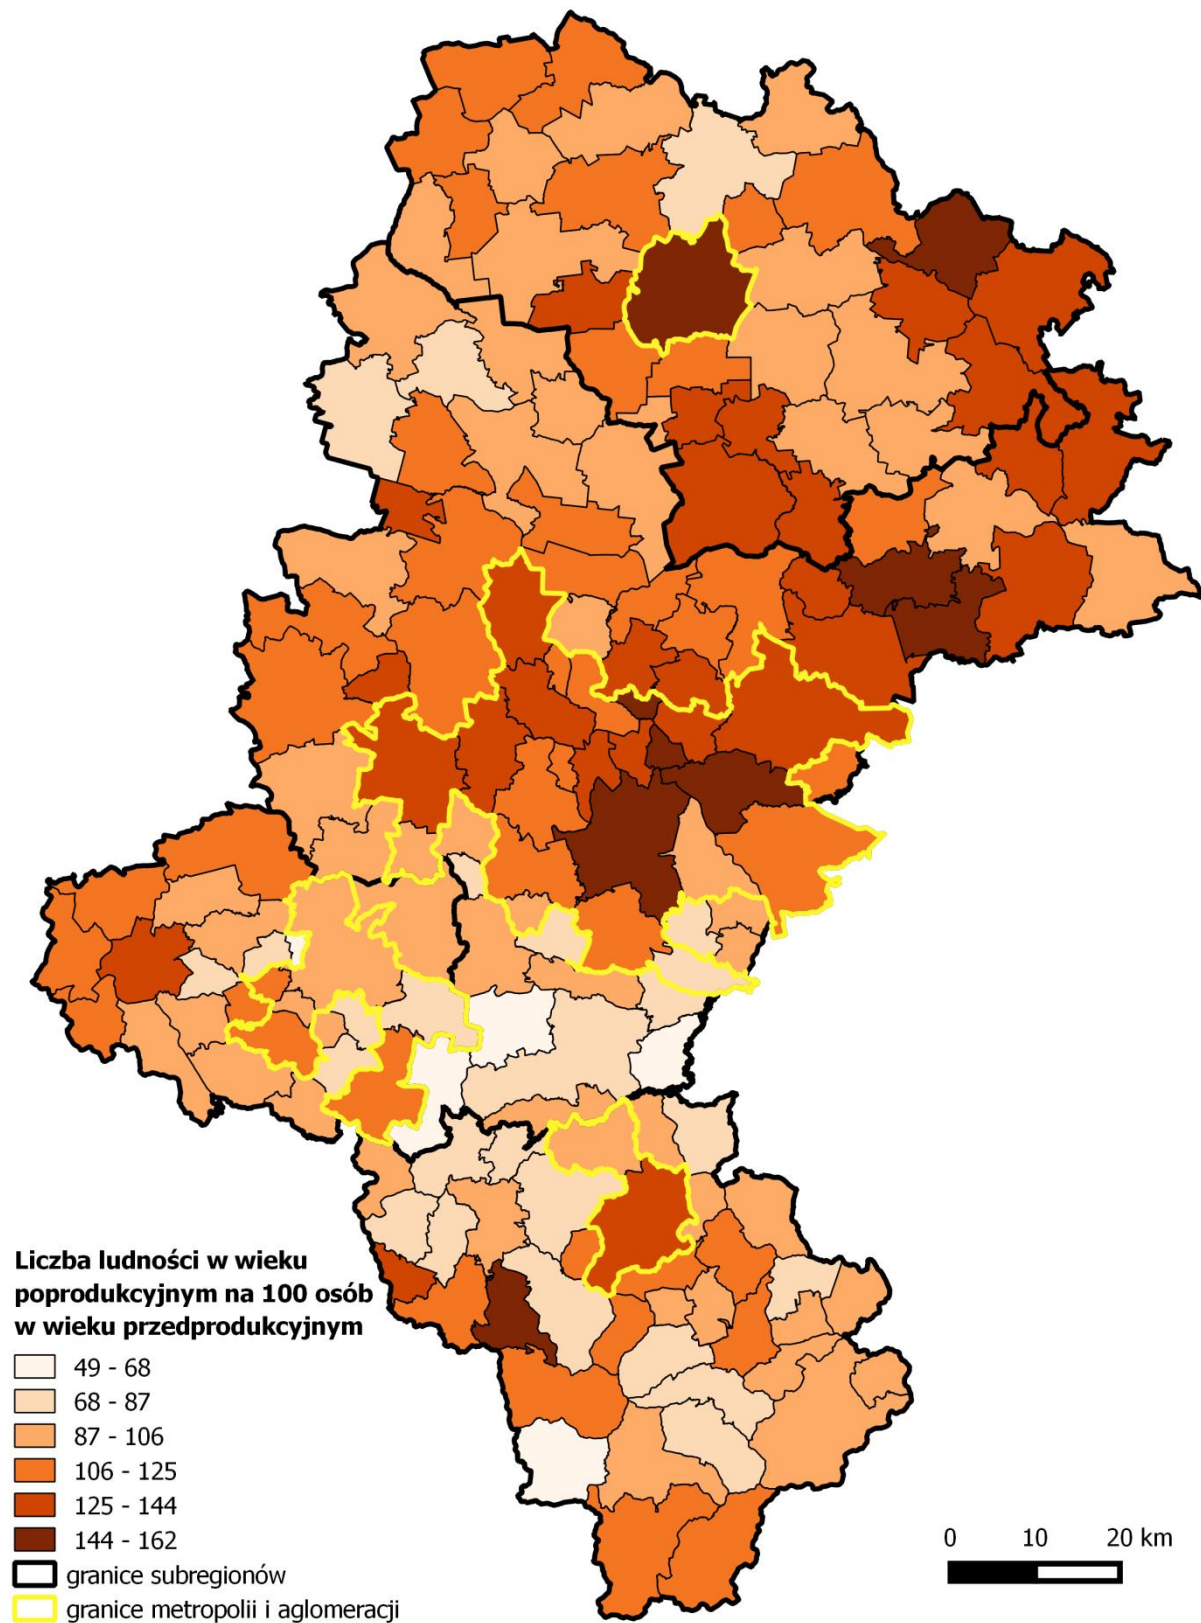 Liczba ludności w wieku
poprodukcyjnym na 100 osób
w wieku przedprodukcyjnym
49 - 68
68 - 87
87 - 106
106 - 125
125 - 144
144 - 162
granice subregionów
granice metropolii i aglomeracji
0 10 20 km